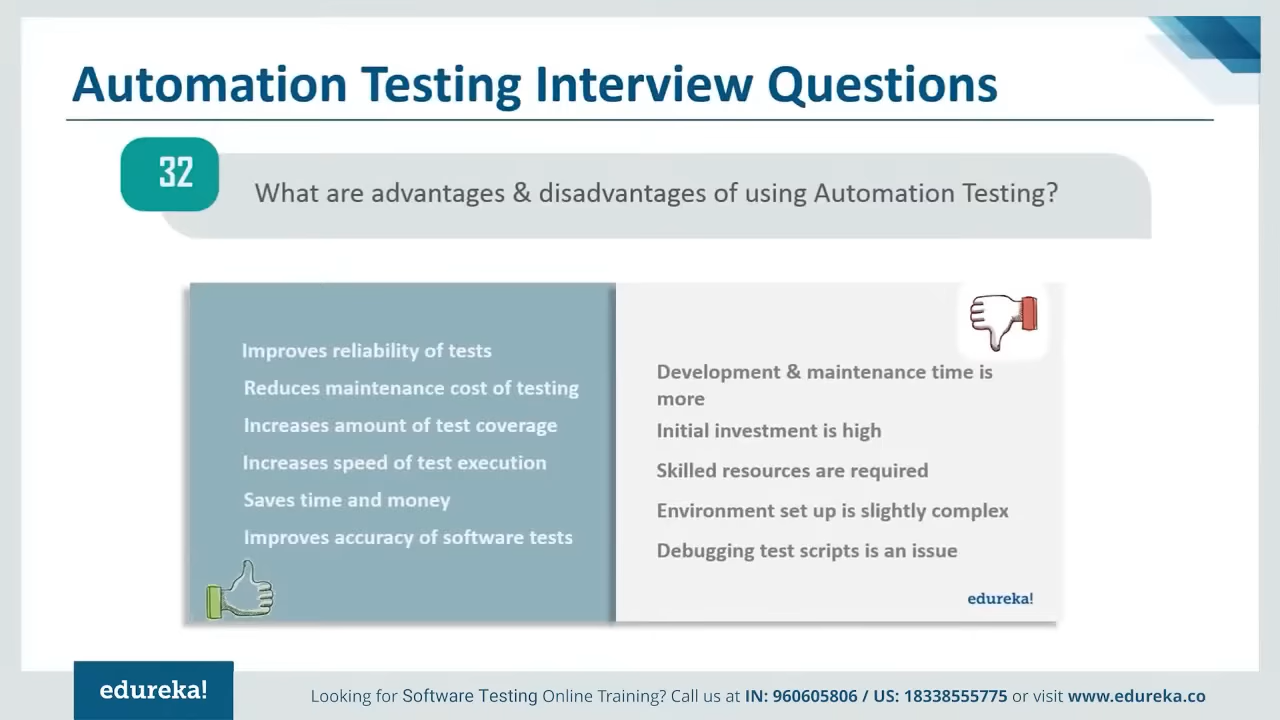 Automation Testing Interview Questions
32
What are advantages & disadvantages of using Automation Testing?
Improves reliability of tests
Reduces maintenance cost of testing
Increases amount of test coverage
Increases speed of test execution
Saves time and money
Improves accuracy of software tests
Development & maintenance time is
more
Initial investment is high
Skilled resources are required
Environment set up is slightly complex
Debugging test scripts is an issue
edureka!
edureka!
Looking for Software Testing Online Training? Call us at IN: 960605806 / US: 18338555775 or visit www.edureka.co